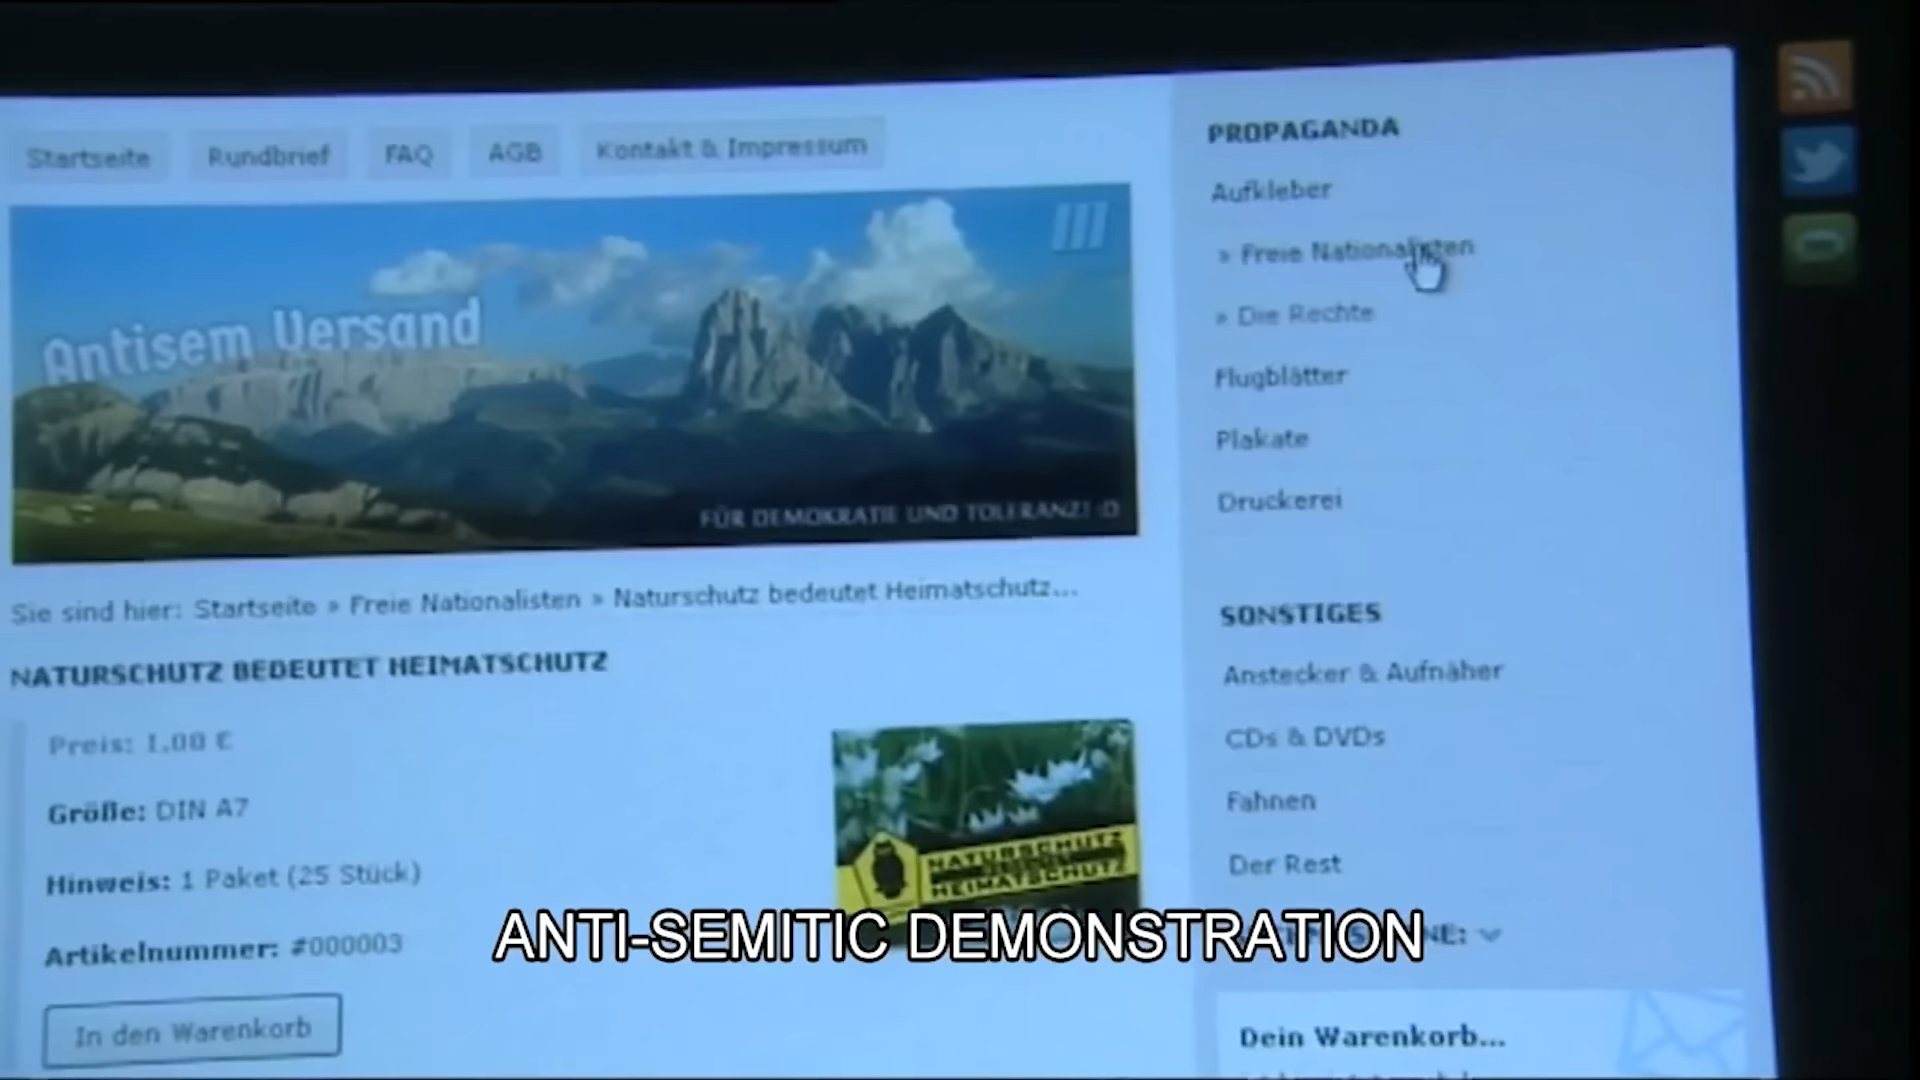 Startseite
Rundbrief
FAQ
AGB
Kontakt & Impressum
Antisem Versand
FÜR DEMOKRATIE UND TOLERANZ! :D
Sie sind hier: Startseite » Freie Nationalisten » Naturschutz bedeutet Heimatschutz...
NATURSCHUTZ BEDEUTET HEIMATSCHUTZ
Preis: 1.00 €
Größe: DIN A7
Hinweis: 1 Paket (25 Stück)
Artikelnummer: #000003
In den Warenkorb
NATURSCHUTZ
HEIMATSCHUTZ
PROPAGANDA
Aufkleber
» Freie Nationalisten
» Die Rechte
Flugblätter
Plakate
Druckerei
SONSTIGES
Anstecker & Aufnäher
CDs & DVDs
Fahnen
Der Rest
Dein Warenkorb...
ANTI-SEMITIC DEMONSTRATION